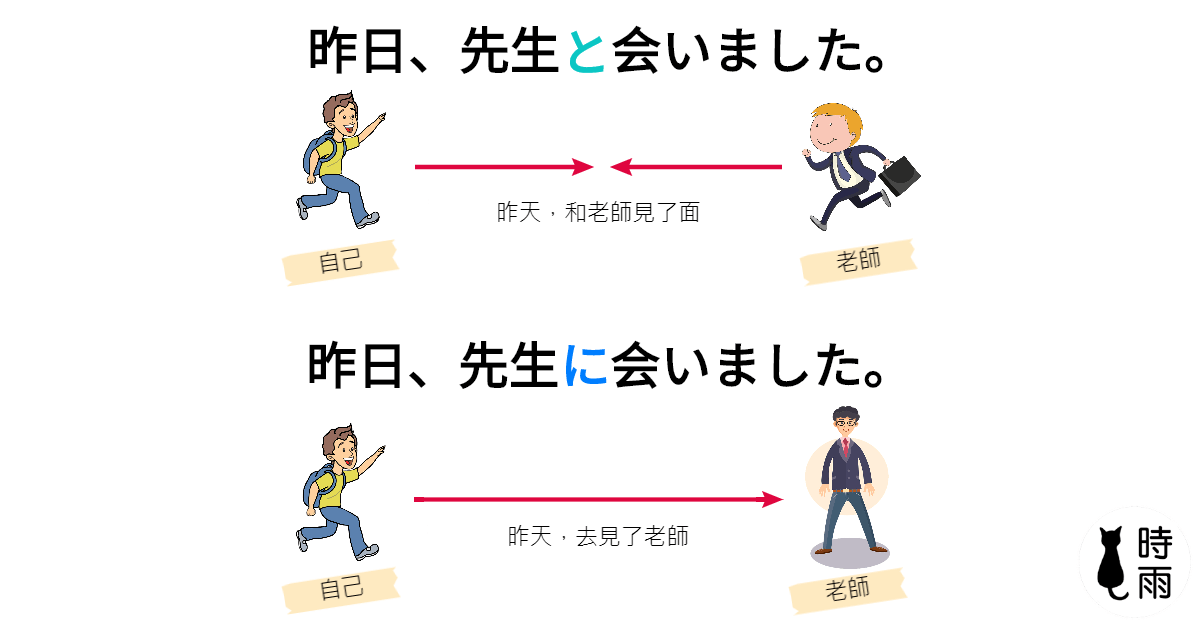 昨日、先生と会いました。
昨天，和老師見了面
自己
老師
昨日、先生に会いました。
昨天，去見了老師
自己
老師
時雨